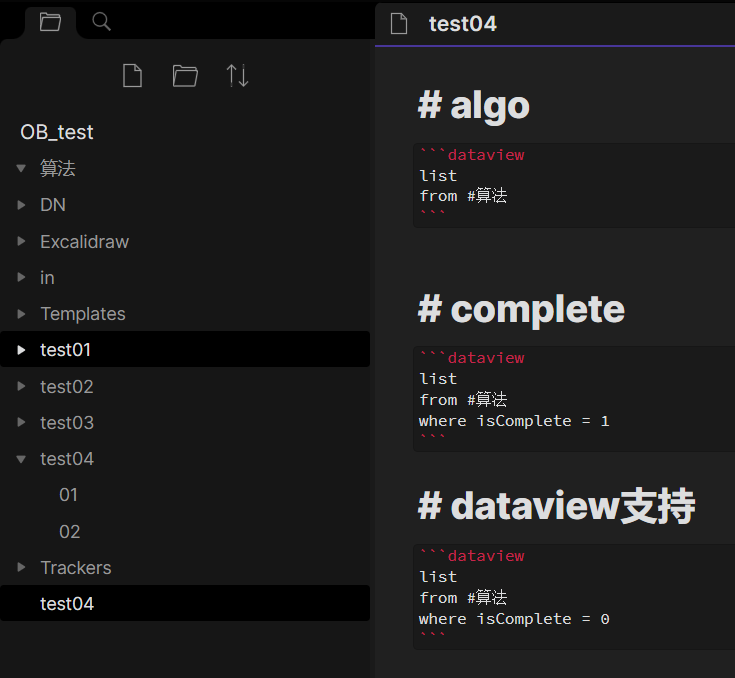 test04
OB_test
算法
DN
Excalidraw
in
Templates
test01
test02
test03
test04
01
02
Trackers
test04
# algo
```dataview
list
from #算法
```
# complete
```dataview
list
from #算法
where isComplete = 1
```
# dataview支持
```dataview
list
from #算法
where isComplete = 0
```